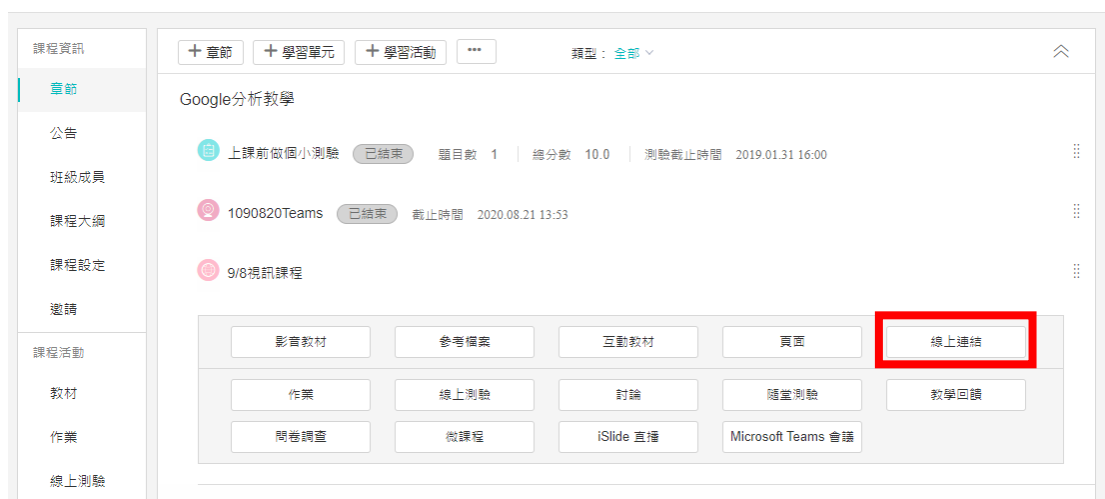 課程資訊
章節
公告
班級成員
課程大綱
課程設定
邀請
課程活動
教材
作業
線上測驗
+ 章節 + 學習單元 + 學習活動 ••• 類型： 全部
Google分析教學
上課前做個小測驗 已結束 題目數 1 總分數 10.0 測驗截止時間 2019.01.31 16:00
1090820Teams 已結束 截止時間 2020.08.21 13:53
9/8視訊課程
影音教材 參考檔案 互動教材 頁面 線上連結
作業 線上測驗 討論 隨堂測驗 教學回饋
問卷調查 微課程 iSlide 直播 Microsoft Teams 會議